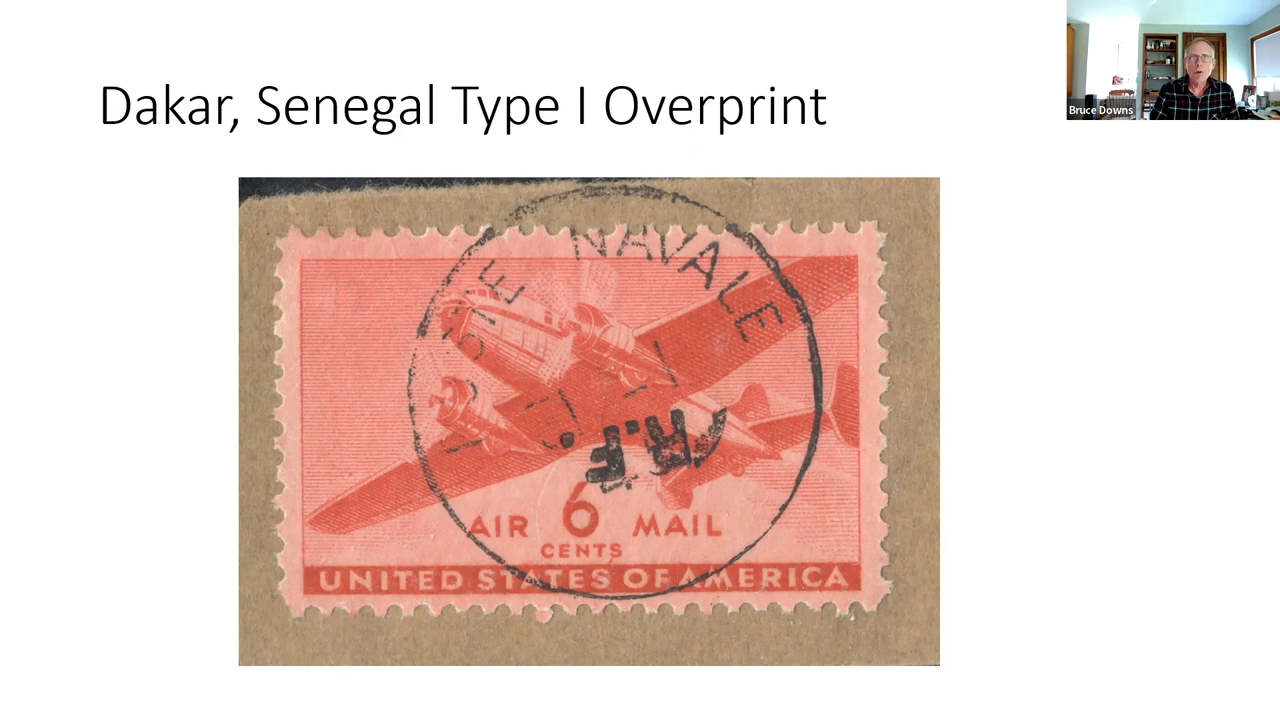 Dakar, Senegal Type I Overprint
Bruce Downs
NAVALE
R.F
AIR 6 MAIL
CENTS
UNITED STATES OF AMERICA